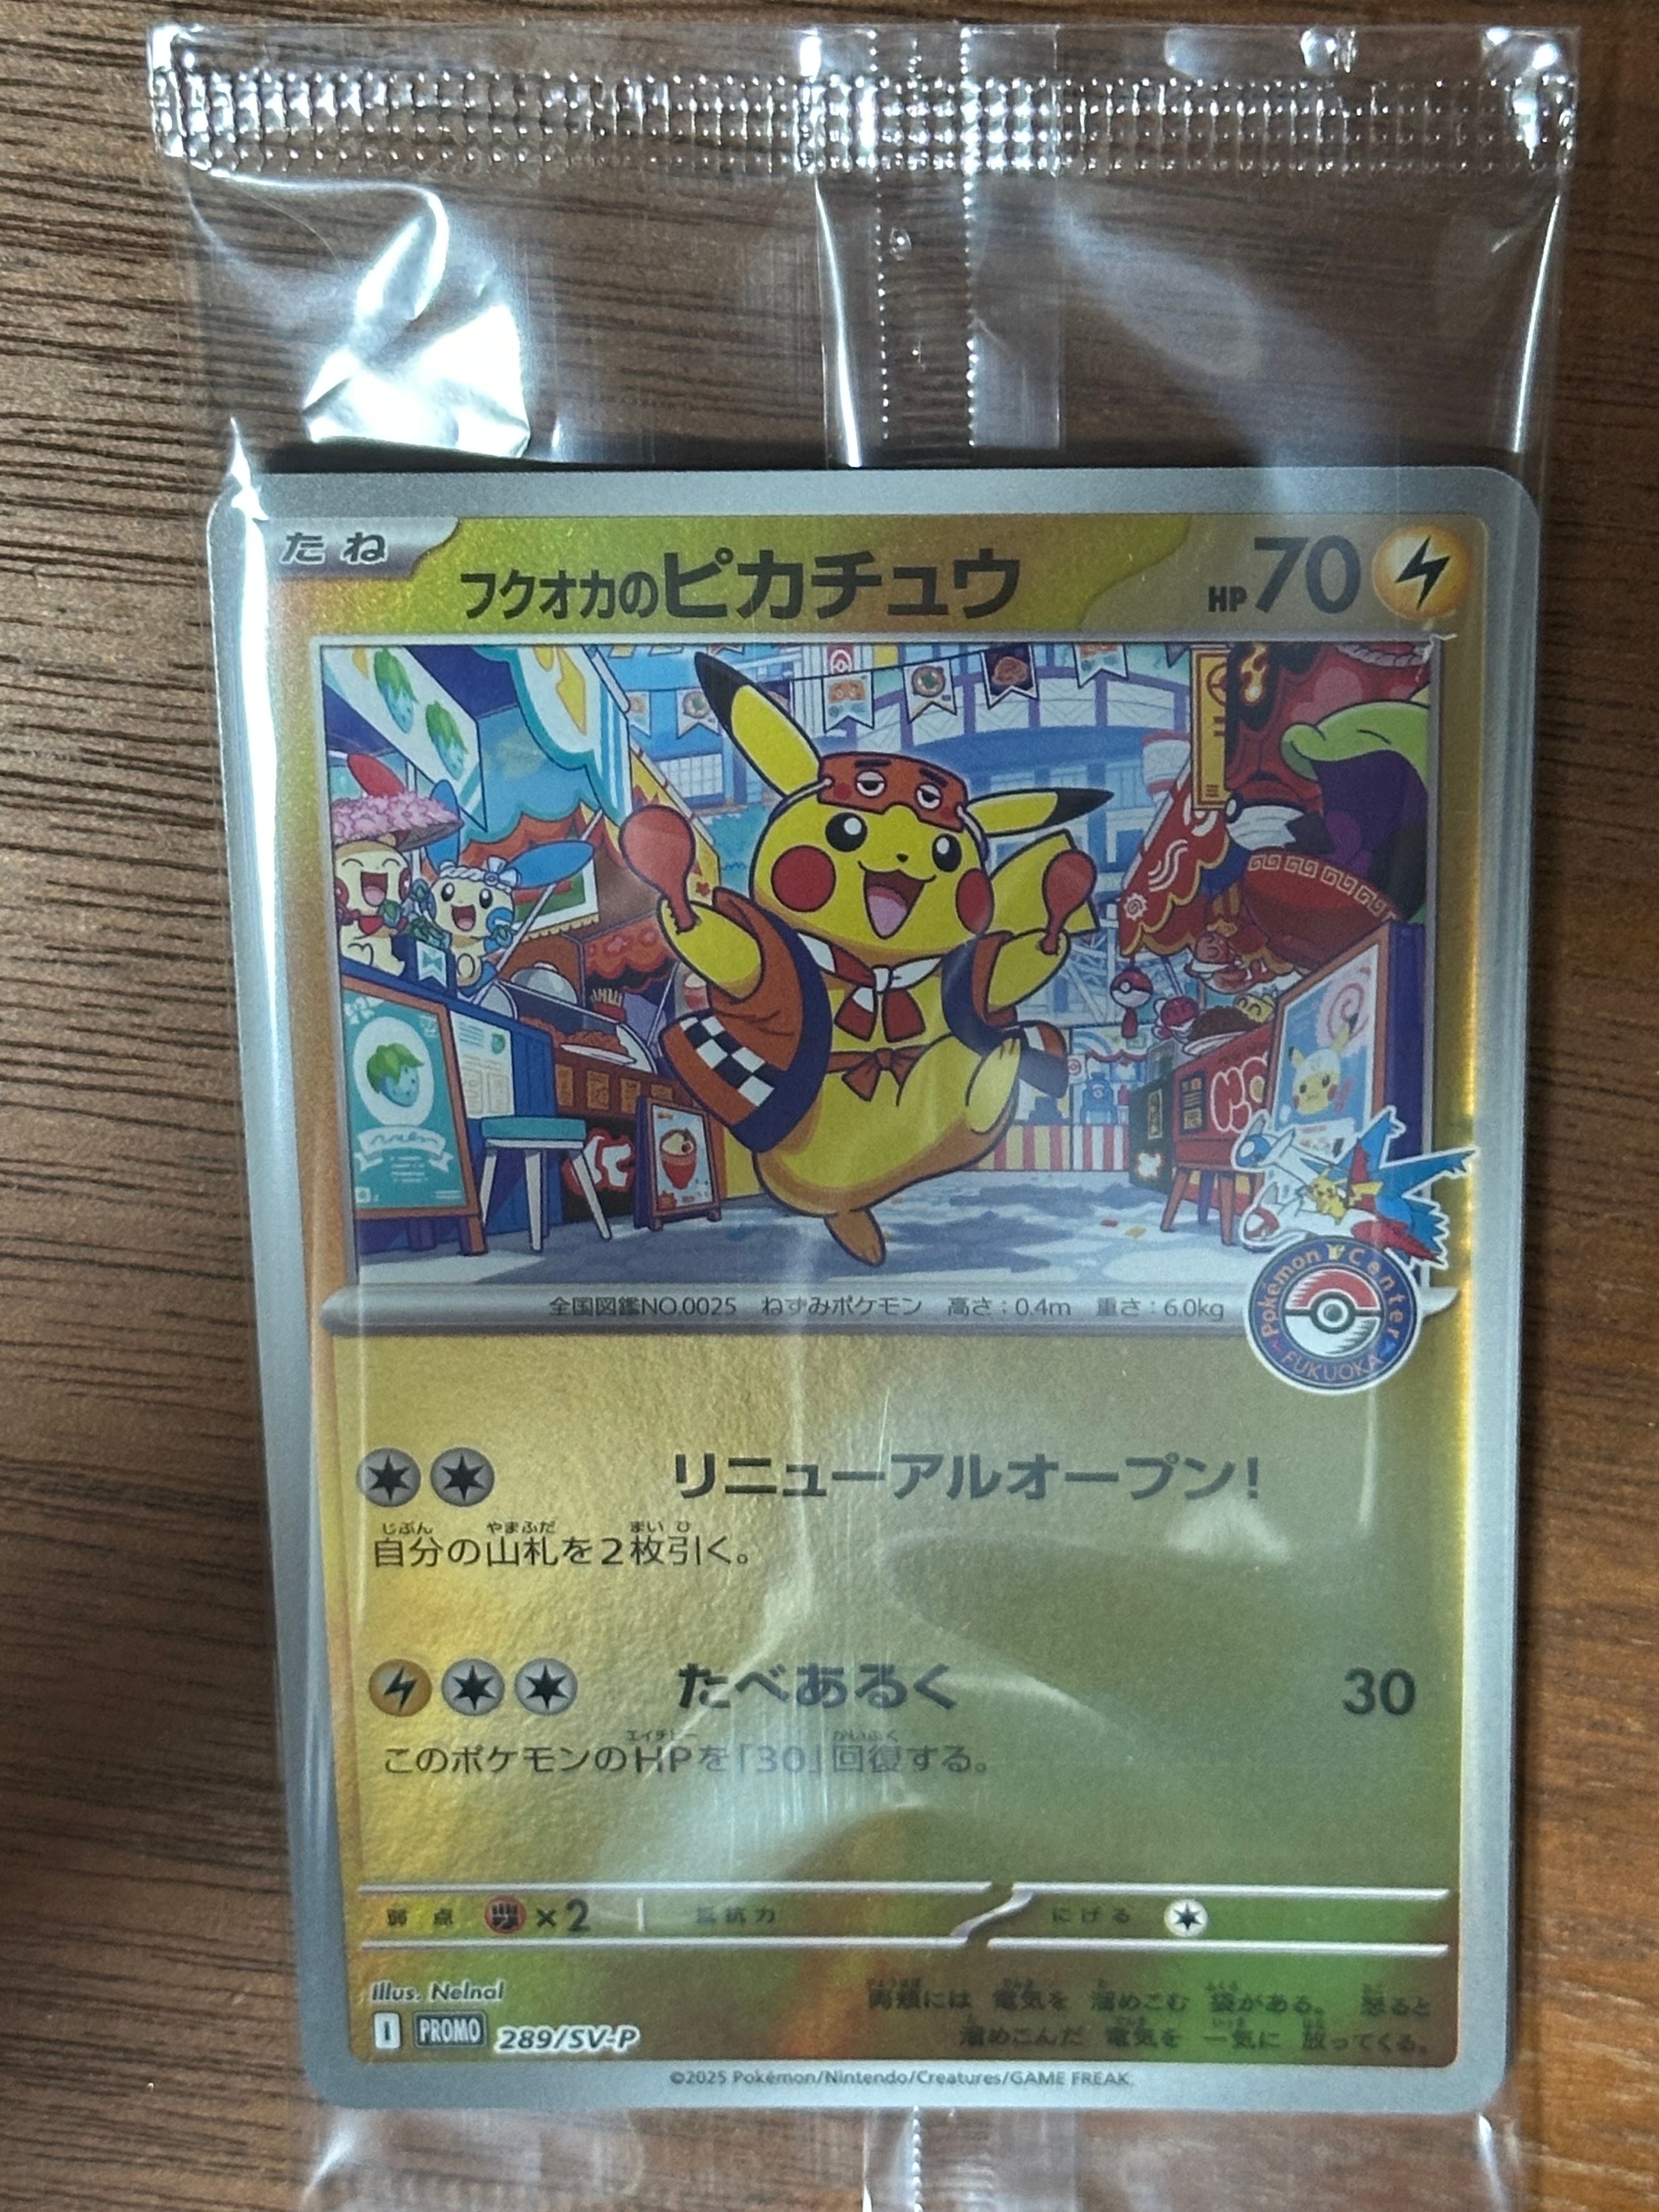 たね
フクオカのピカチュウ
HP70
全国図鑑NO.0025 ねずみポケモン 高さ:0.4m 重さ:6.0kg
Pokémon Center
FUKUOKA
リニューアルオープン!
じぶん やまふだ まい ひ
自分の山札を2枚引く。
たべあるく 30
エイチピー かいふく
このポケモンのHPを「30」回復する。
弱点 ×2 抵抗力 にげる
Illus. Nelnal
両頬には 電気を 溜めこむ 袋がある。 怒ると
溜めこんだ 電気を 一気に 放ってくる。
I PROMO 289/SV-P
©2025 Pokémon/Nintendo/Creatures/GAME FREAK.